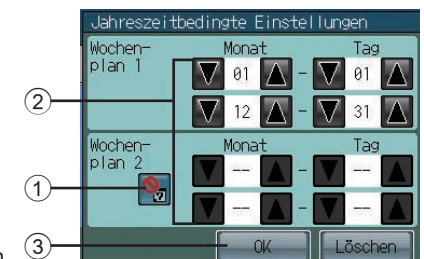 Jahreszeitbedingte Einstellungen
Wochen-
plan 1
Monat
Tag
01 - 01
12 - 31
2
Wochen-
plan 2
Monat
Tag
-- - --
-- - --
1
?
3
OK
Löschen